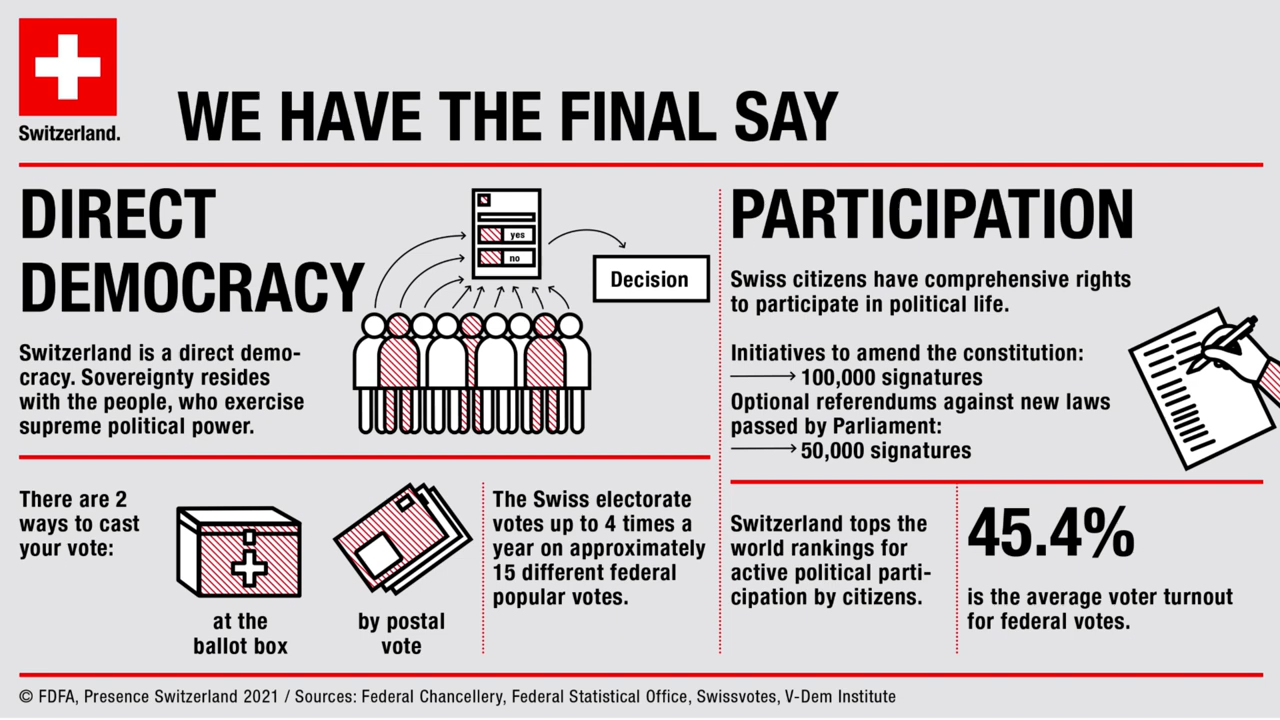 Switzerland.
WE HAVE THE FINAL SAY
DIRECT
DEMOCRACY
Switzerland is a direct demo-
cracy. Sovereignty resides
with the people, who exercise
supreme political power.
yes
no
Decision
There are 2
ways to cast
your vote:
at the
ballot box
by postal
vote
The Swiss electorate
votes up to 4 times a
year on approximately
15 different federal
popular votes.
PARTICIPATION
Swiss citizens have comprehensive rights
to participate in political life.
Initiatives to amend the constitution:
100,000 signatures
Optional referendums against new laws
passed by Parliament:
50,000 signatures
Switzerland tops the
world rankings for
active political parti-
cipation by citizens.
45.4%
is the average voter turnout
for federal votes.
© FDFA, Presence Switzerland 2021 / Sources: Federal Chancellery, Federal Statistical Office, Swissvotes, V-Dem Institute